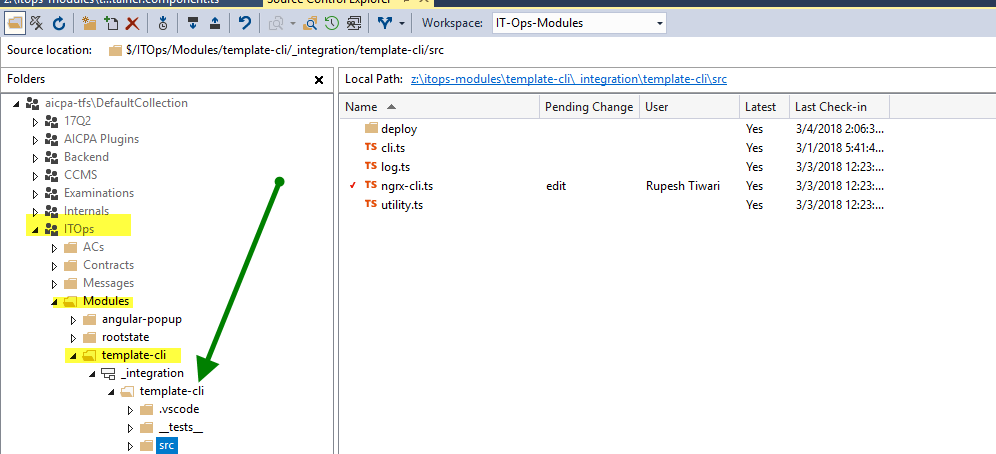 z:\itops-modules\t...tainer.component.ts Source Control Explorer
Workspace: IT-Ops-Modules
Source location: $/ITOps/Modules/template-cli/_integration/template-cli/src
Folders
Local Path: z:\itops-modules\template-cli\_integration\template-cli\src
Name Pending Change User Latest Last Check-in
aicpa-tfs\DefaultCollection
17Q2
AICPA Plugins
Backend
CCMS
Examinations
Internals
ITOps
ACs
Contracts
Messages
Modules
angular-popup
rootstate
template-cli
_integration
template-cli
.vscode
__tests__
src
deploy Yes 3/4/2018 2:06:3...
TS cli.ts Yes 3/1/2018 5:41:4...
TS log.ts Yes 3/3/2018 12:23:...
TS ngrx-cli.ts edit Rupesh Tiwari Yes 3/3/2018 12:23:...
TS utility.ts Yes 3/3/2018 12:23:...